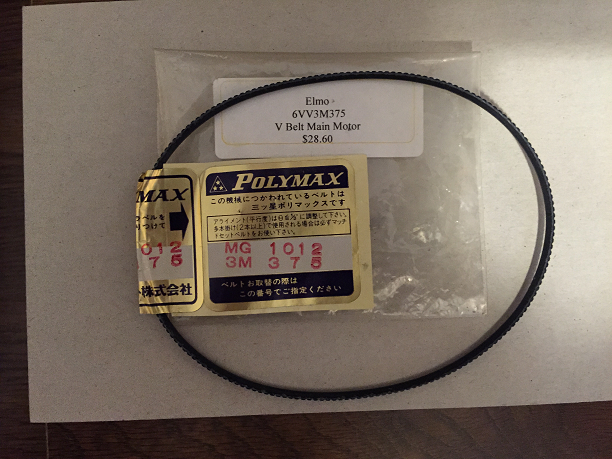 Elmo
6VV3M375
V Belt Main Motor
$28.60
POLYMAX
この機械につかわれているベルトは
三ッ星ポリマックスです
MG 1012
3M 375
ベルトお取替の際は
この番号でご指定ください
MAX
012
75
株式会社